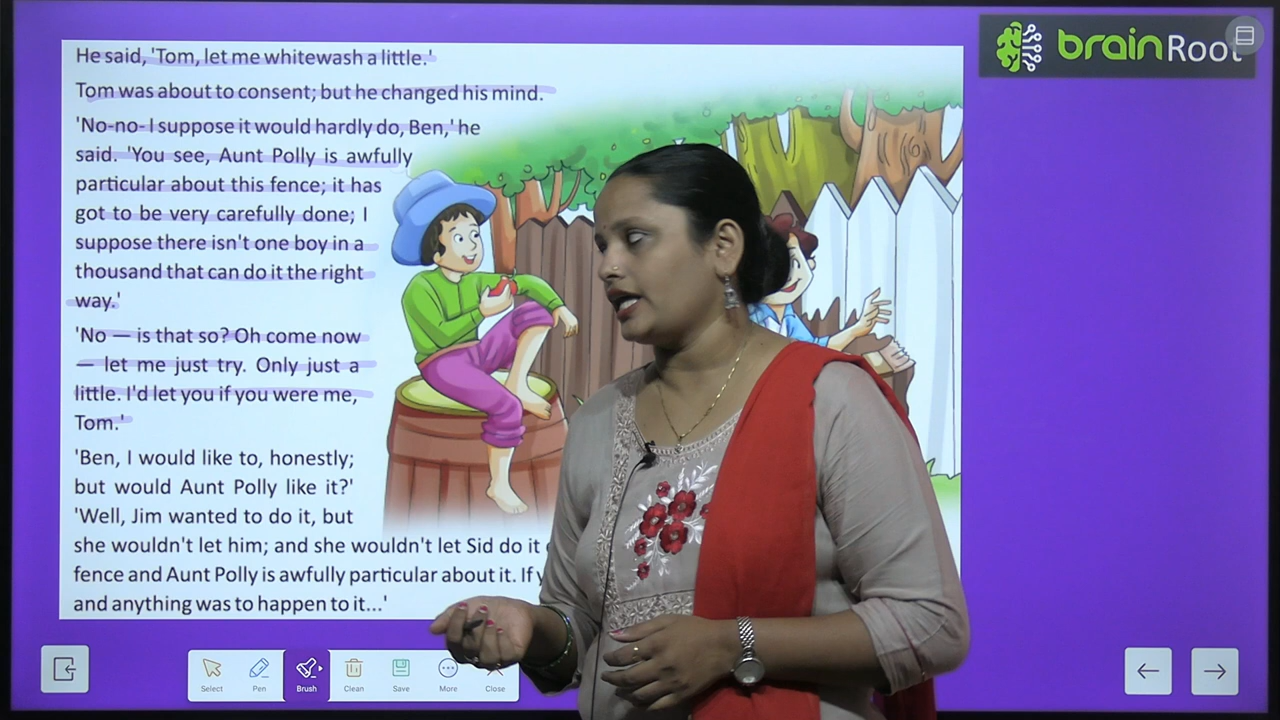 He said, 'Tom, let me whitewash a little.'
Tom was about to consent; but he changed his mind.
'No-no- I suppose it would hardly do, Ben,' he
said. 'You see, Aunt Polly is awfully
particular about this fence; it has
got to be very carefully done; I
suppose there isn't one boy in a
thousand that can do it the right
way.'
'No — is that so? Oh come now
— let me just try. Only just a
little. I'd let you if you were me,
Tom.'
'Ben, I would like to, honestly;
but would Aunt Polly like it?'
'Well, Jim wanted to do it, but
she wouldn't let him; and she wouldn't let Sid do it
fence and Aunt Polly is awfully particular about it. If
and anything was to happen to it...'
brainRoot
Select Pen Brush Clean Save More Close